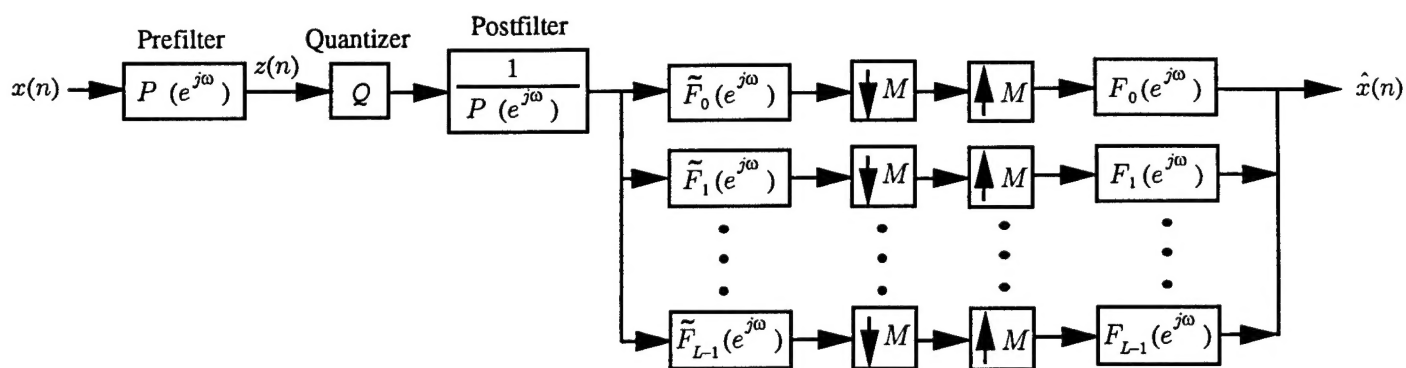 Prefilter
Quantizer
Postfilter
x(n)
P (e^{jω})
z(n)
Q
1
P (e^{jω})
F̃_0(e^{jω})
M
M
F_0(e^{jω})
x̂(n)
F̃_1(e^{jω})
M
M
F_1(e^{jω})
F̃_{L-1}(e^{jω})
M
M
F_{L-1}(e^{jω})